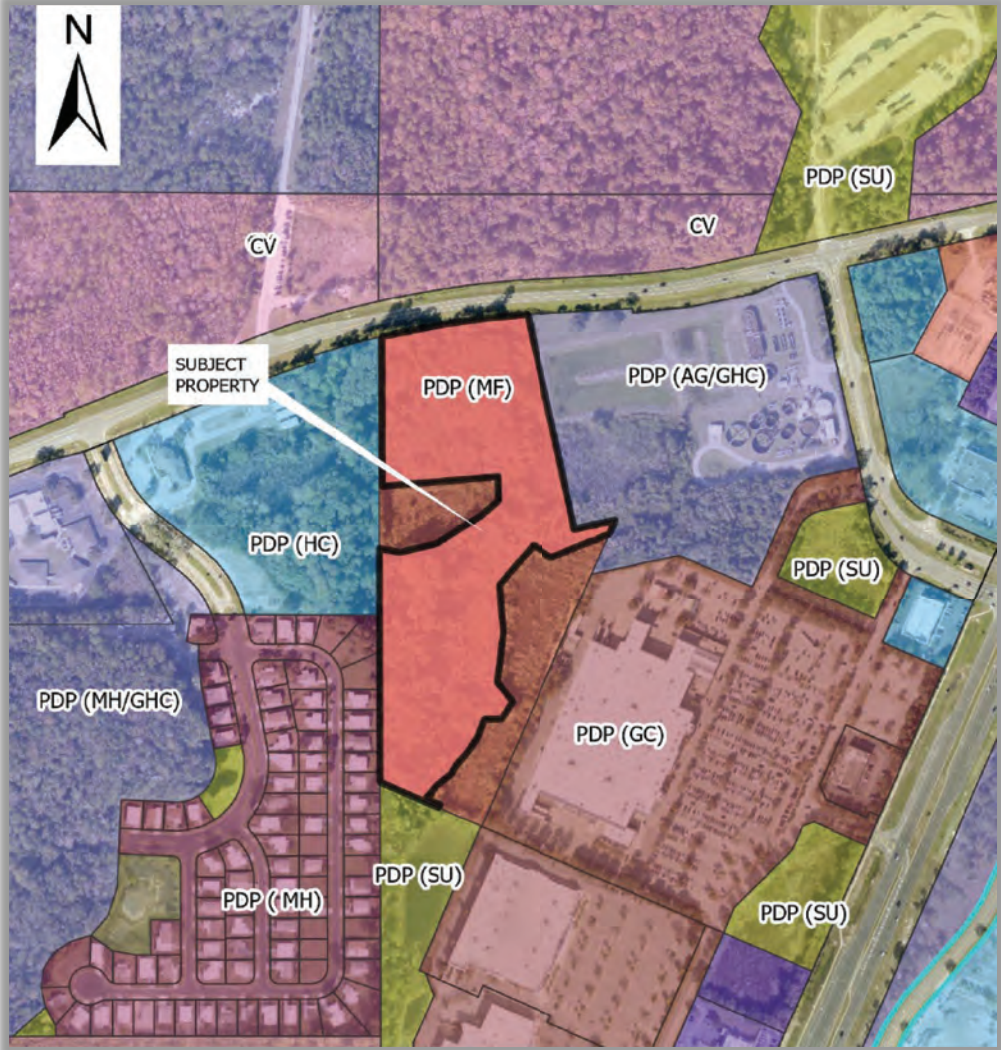 N
PDP (SU)
CV
CV
SUBJECT
PROPERTY
PDP (MF)
PDP (AG/GHC)
PDP (HC)
PDP (SU)
PDP (MH/GHC)
PDP (GC)
PDP (SU)
PDP ( MH)
PDP (SU)